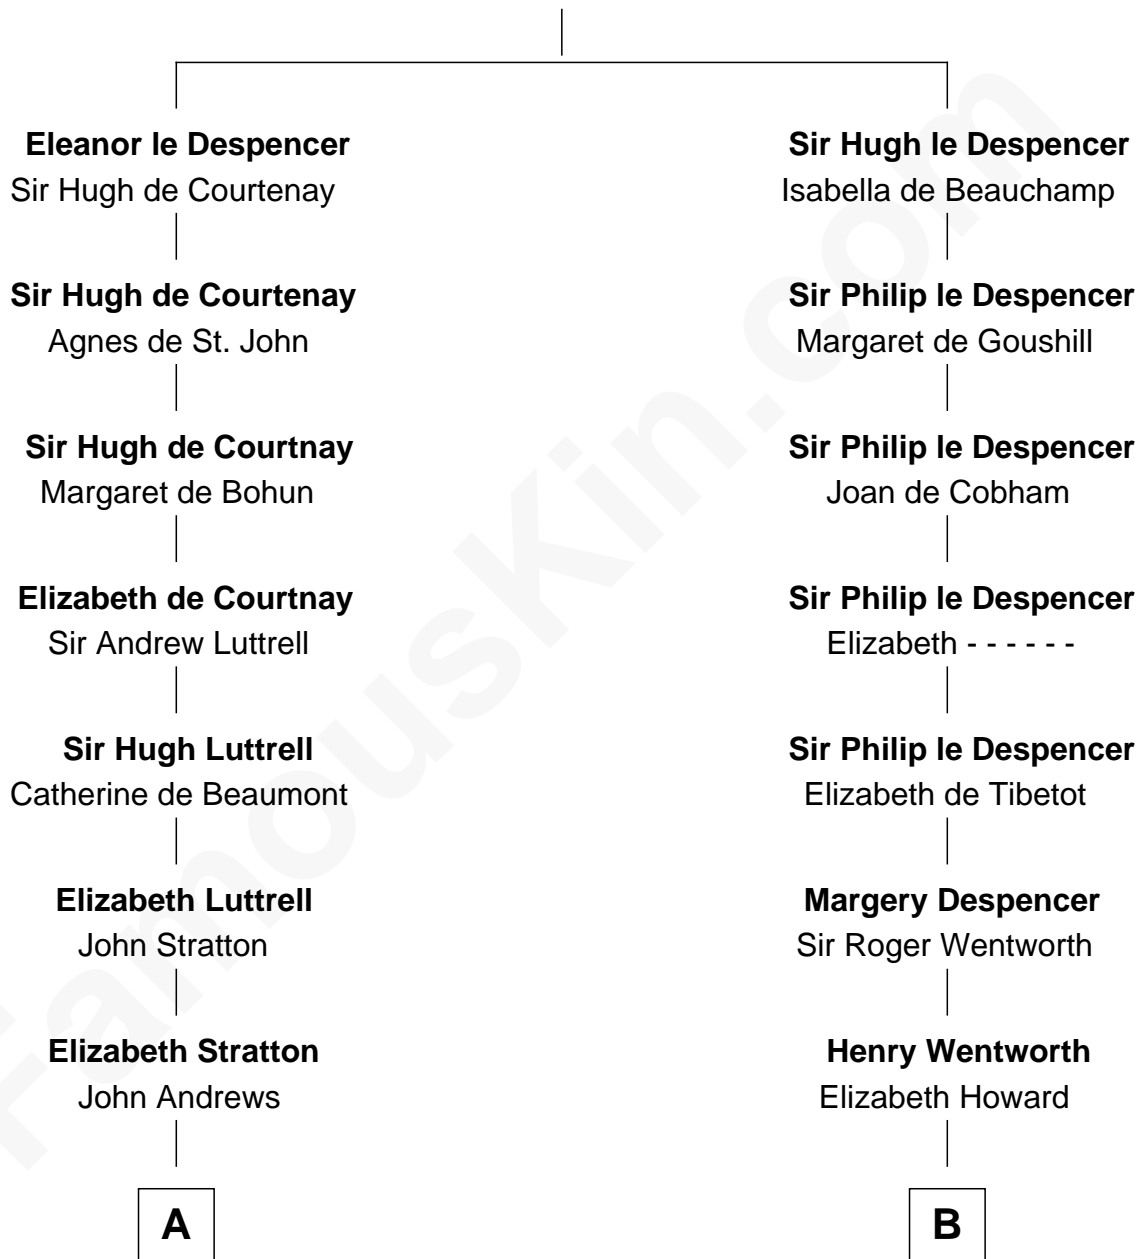 Eleanor le Despencer
Sir Hugh de Courtenay
Sir Hugh de Courtenay
Agnes de St. John
Sir Hugh de Courtnay
Margaret de Bohun
Elizabeth de Courtnay
Sir Andrew Luttrell
Sir Hugh Luttrell
Catherine de Beaumont
Elizabeth Luttrell
John Stratton
Elizabeth Stratton
John Andrews
A
Sir Hugh le Despencer
Isabella de Beauchamp
Sir Philip le Despencer
Margaret de Goushill
Sir Philip le Despencer
Joan de Cobham
Sir Philip le Despencer
Elizabeth - - - - - -
Sir Philip le Despencer
Elizabeth de Tibetot
Margery Despencer
Sir Roger Wentworth
Henry Wentworth
Elizabeth Howard
B
FamousKin.com